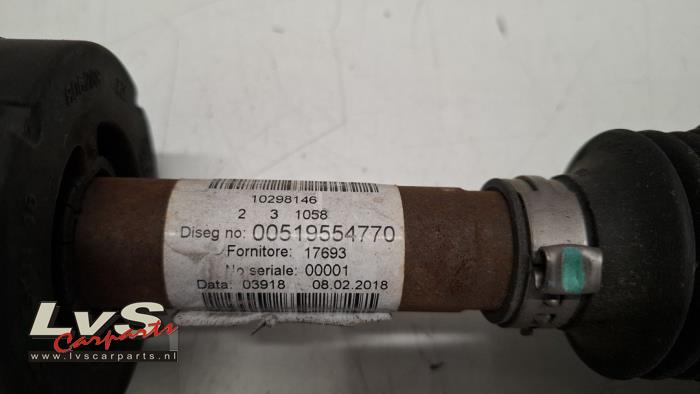 10298146
2 3 1058
Diseg no: 00519554770
Fornitore: 17693
No seriale: 00001
Data: 03918 08.02.2018
LvS
Carparts
www.lvscarparts.nl